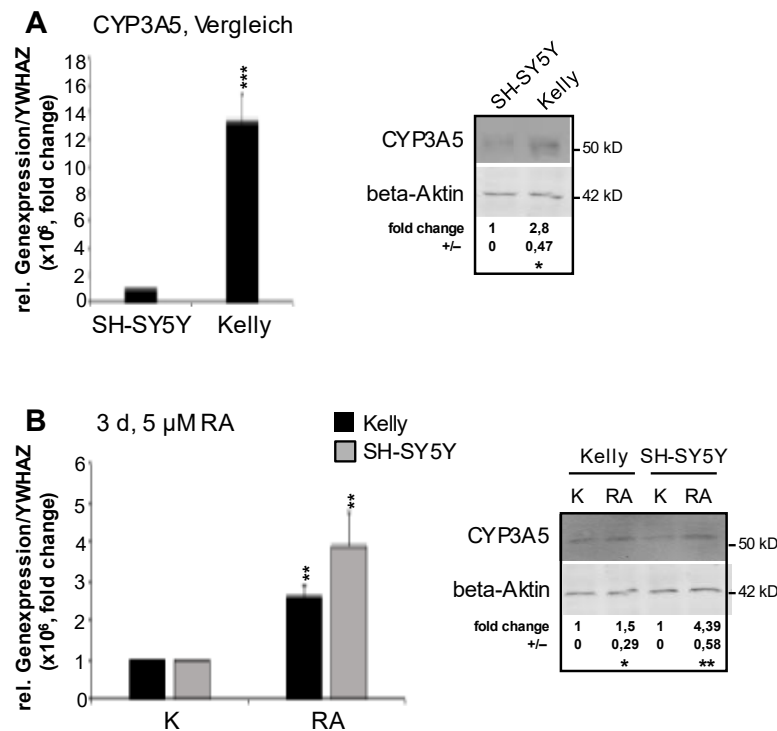 A
CYP3A5, Vergleich
rel. Genexpression/YWHAZ
(x10⁶, fold change)
18
16
14
12
10
8
6
4
2
0
***
SH-SY5Y Kelly
SH-SY5Y Kelly
CYP3A5
50 kD
beta-Aktin
42 kD
fold change 1 2,8
+/– 0 0,47
*
B
3 d, 5 µM RA
Kelly
SH-SY5Y
rel. Genexpression/YWHAZ
(x10⁶, fold change)
6
5
4
3
2
1
0
** **
K RA
Kelly SH-SY5Y
K RA K RA
CYP3A5
50 kD
beta-Aktin
42 kD
fold change 1 1,5 1 4,39
+/– 0 0,29 0 0,58
* **